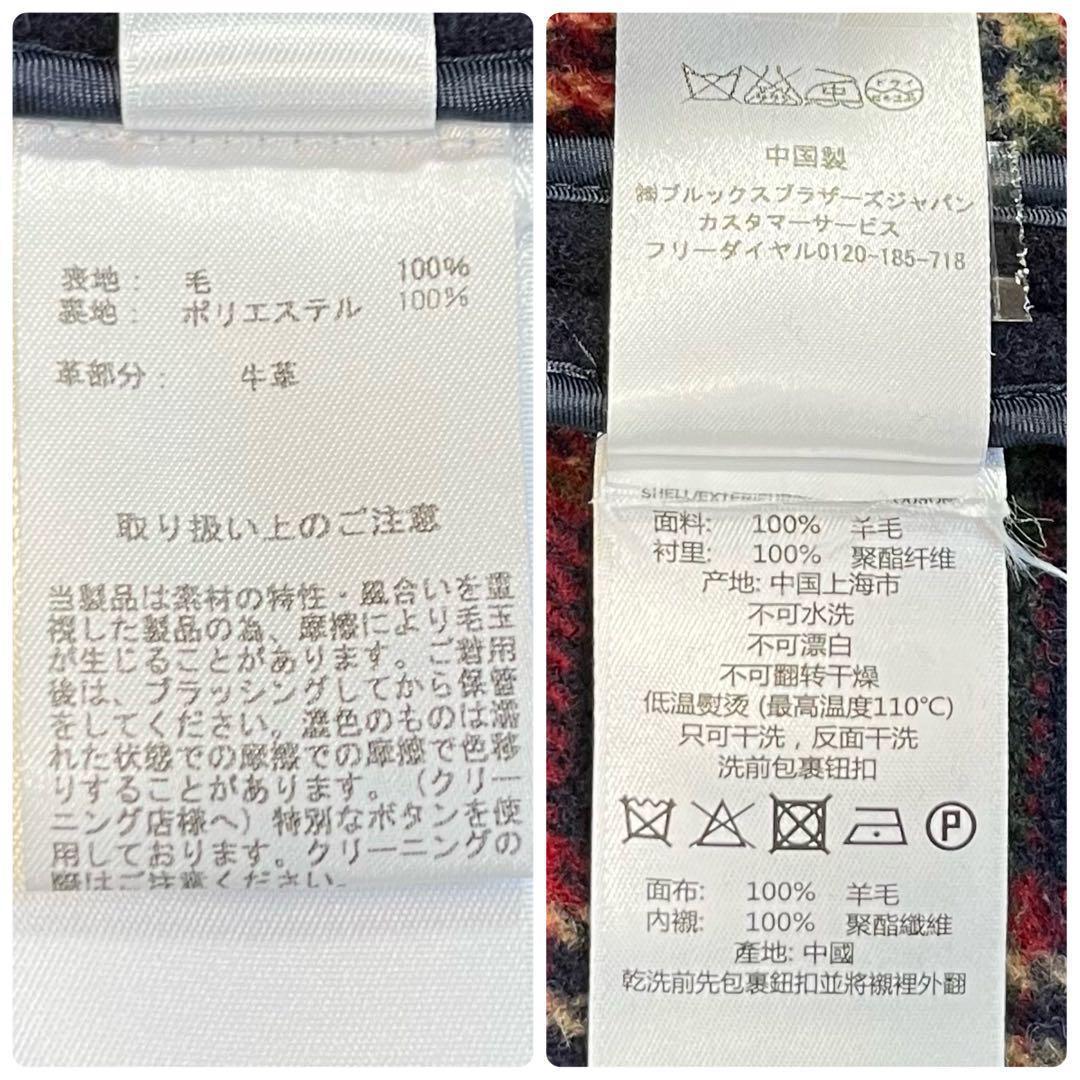 表地: 毛 100%
裏地: ポリエステル 100%
革部分: 牛革
取り扱い上のご注意
当製品は素材の特性・風合いを重
視した製品の為、摩擦により毛玉
が生じることがあります。ご着用
後は、ブラッシングしてから保管
をしてください。濃色のものは濡
れた状態での摩擦での摩擦で色移
りすることがあります。(クリー
ニング店様へ)特別なボタンを使
用しております。クリーニングの
際はご注意ください。
ドライ
中国製
㈱ブルックスブラザーズジャパン
カスタマーサービス
フリーダイヤル0120-185-718
SHELL/EXTERIEUR
面料: 100% 羊毛
衬里: 100% 聚酯纤维
产地: 中国上海市
不可水洗
不可漂白
不可翻转干燥
低温熨烫 (最高温度110℃)
只可干洗,反面干洗
洗前包裹钮扣
P
面布: 100% 羊毛
內襯: 100% 聚酯纖維
產地: 中國
乾洗前先包裹鈕扣並將襯裡外翻